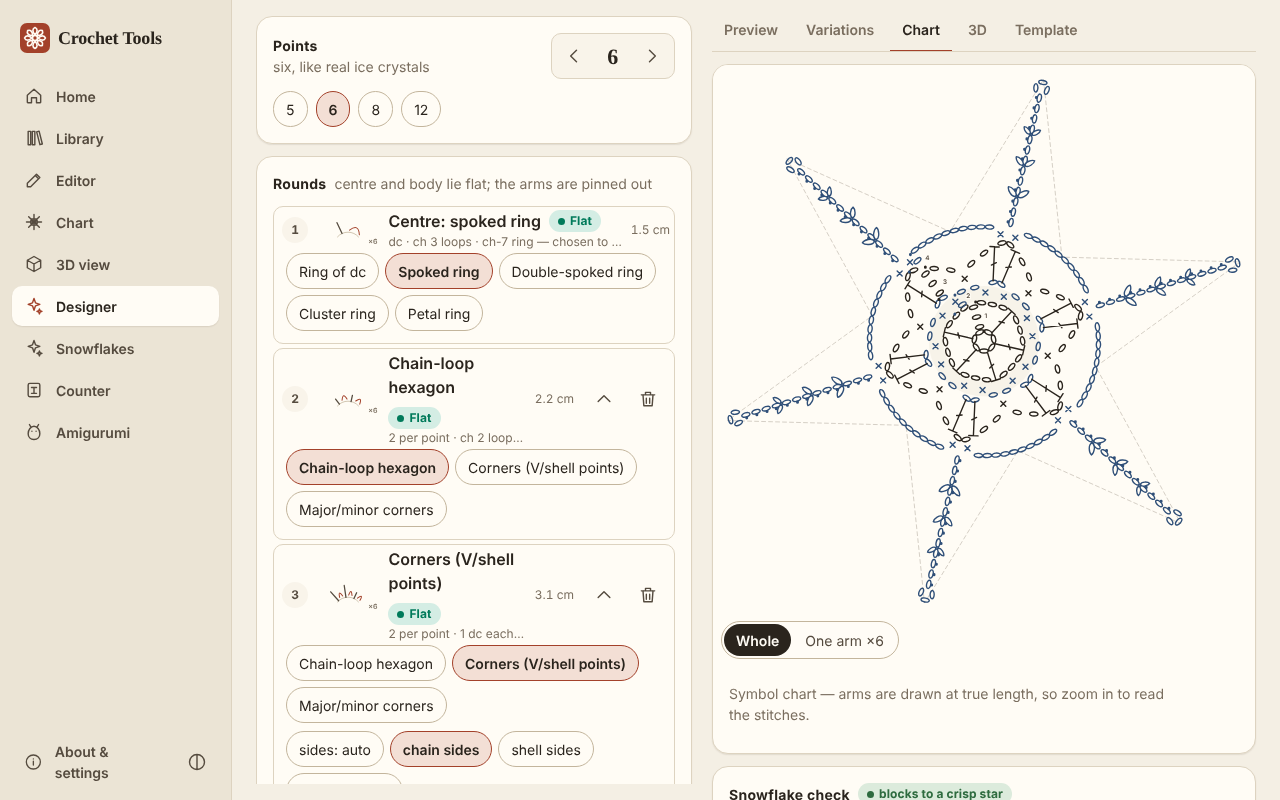 Crochet Tools
Home
Library
Editor
Chart
3D view
Designer
Snowflakes
Counter
Amigurumi
About &
settings
Points
six, like real ice crystals
6
5
6
8
12
Rounds centre and body lie flat; the arms are pinned out
1
×6
Centre: spoked ring
Flat
dc · ch 3 loops · ch-7 ring — chosen to ...
1.5 cm
Ring of dc
Spoked ring
Double-spoked ring
Cluster ring
Petal ring
2
×6
Chain-loop
hexagon
Flat
2 per point · ch 2 loop...
2.2 cm
Chain-loop hexagon
Corners (V/shell points)
Major/minor corners
3
×6
Corners (V/shell
points)
Flat
2 per point · 1 dc each...
3.1 cm
Chain-loop hexagon
Corners (V/shell points)
Major/minor corners
sides: auto
chain sides
shell sides
Preview
Variations
Chart
3D
Template
4
3
2
1
Whole
One arm ×6
Symbol chart — arms are drawn at true length, so zoom in to read
the stitches.
Snowflake check
blocks to a crisp star